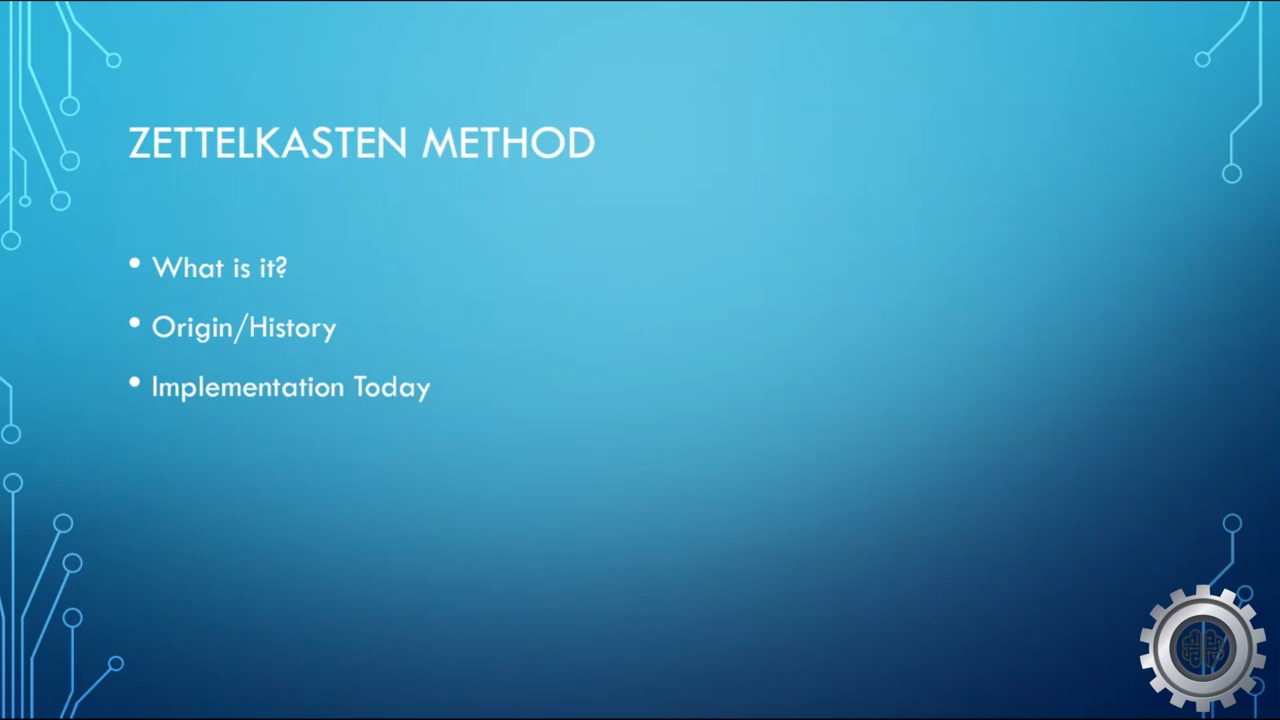 ZETTELKASTEN METHOD
• What is it?
• Origin/History
• Implementation Today